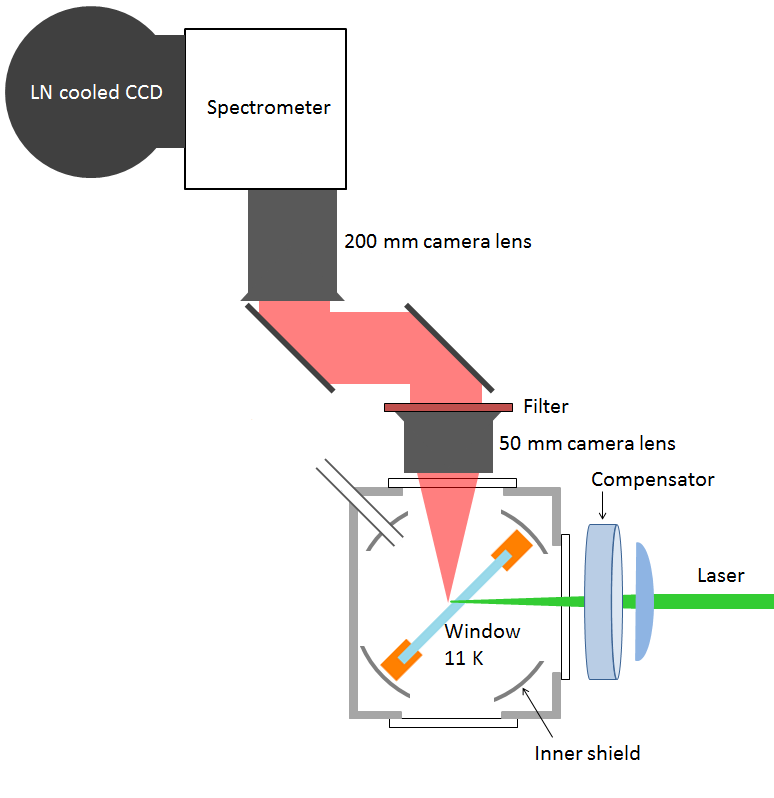 LN cooled CCD
Spectrometer
200 mm camera lens
Filter
50 mm camera lens
Compensator
Laser
Window
11 K
Inner shield